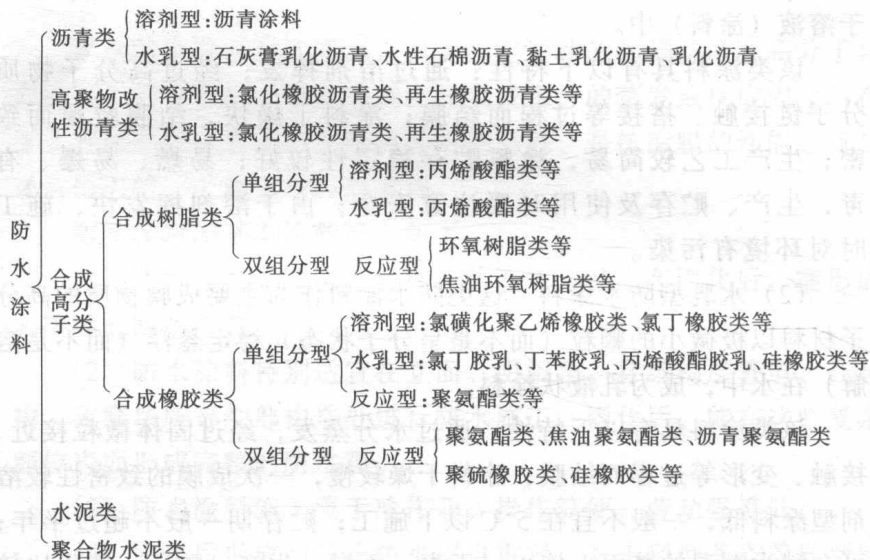 沥青类
溶剂型:沥青涂料
水乳型:石灰膏乳化沥青、水性石棉沥青、黏土乳化沥青、乳化沥青
高聚物改
性沥青类
溶剂型:氯化橡胶沥青类、再生橡胶沥青类等
水乳型:氯化橡胶沥青类、再生橡胶沥青类等
防水涂料
合成
高分
子类
合成树脂类
单组分型
溶剂型:丙烯酸酯类等
水乳型:丙烯酸酯类等
双组分型 反应型
环氧树脂类等
焦油环氧树脂类等
合成橡胶类
单组分型
溶剂型:氯磺化聚乙烯橡胶类、氯丁橡胶类等
水乳型:氯丁胶乳、丁苯胶乳、丙烯酸酯胶乳、硅橡胶类等
反应型:聚氨酯类等
双组分型 反应型
聚氨酯类、焦油聚氨酯类、沥青聚氨酯类
聚硫橡胶类、硅橡胶类等
水泥类
聚合物水泥类